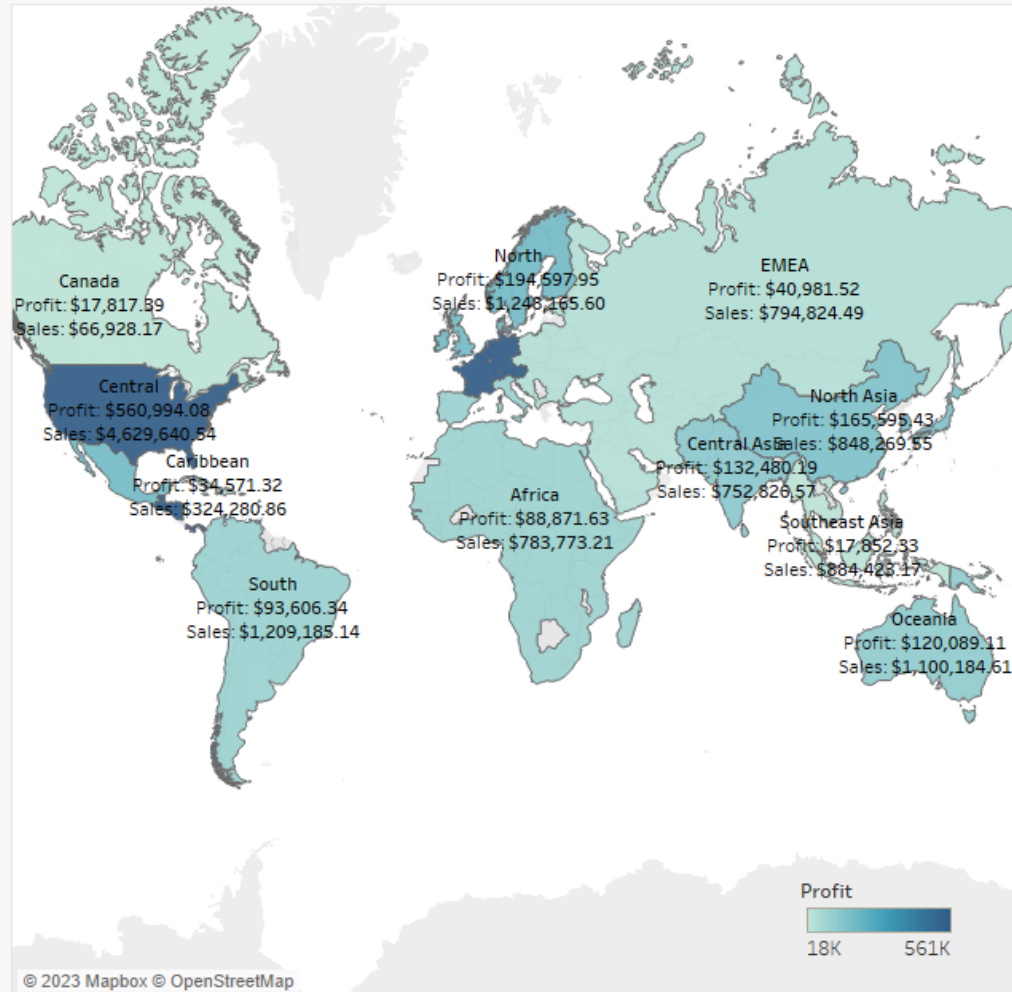 North
Profit: $194,597.95
Sales: $1,248,165.60
EMEA
Profit: $40,981.52
Sales: $794,824.49
Canada
Profit: $17,817.39
Sales: $66,928.17
Central
Profit: $560,994.08
Sales: $4,629,640.54
North Asia
Profit: $165,595.43
Sales: $848,269.55
Central Asia
Profit: $132,480.19
Sales: $752,826.57
Caribbean
Profit: $34,571.32
Sales: $324,280.86
Africa
Profit: $88,871.63
Sales: $783,773.21
Southeast Asia
Profit: $17,852.33
Sales: $884,423.17
South
Profit: $93,606.34
Sales: $1,209,185.14
Oceania
Profit: $120,089.11
Sales: $1,100,184.61
Profit
18K 561K
© 2023 Mapbox © OpenStreetMap